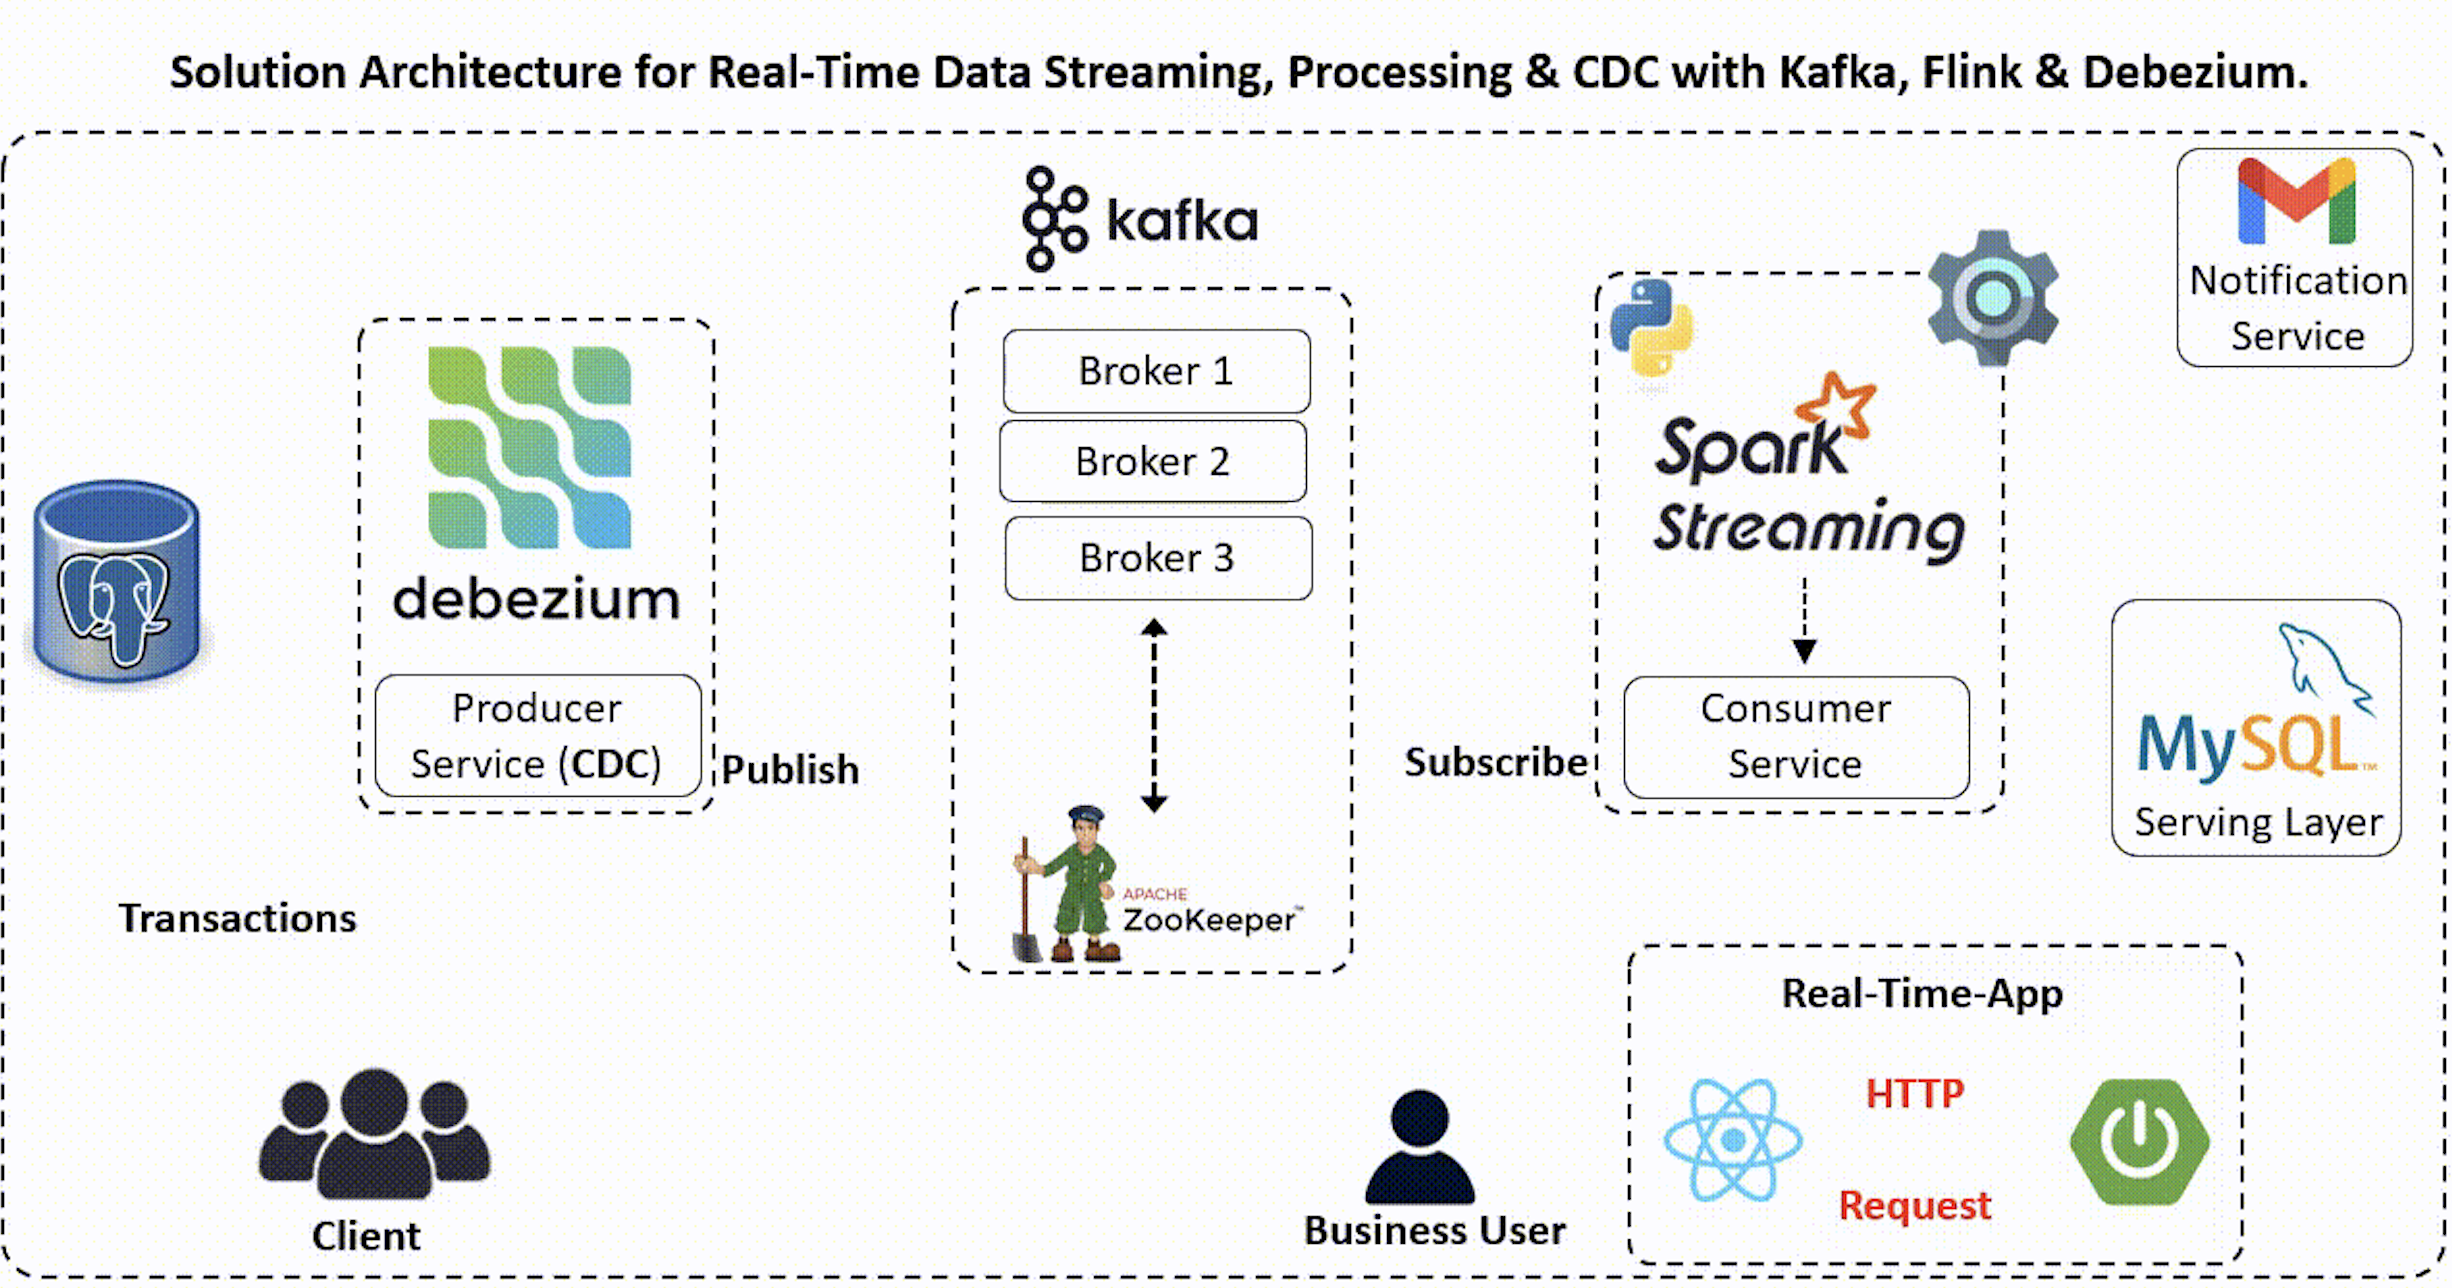 Solution Architecture for Real-Time Data Streaming, Processing & CDC with Kafka, Flink & Debezium.
kafka
Broker 1
Broker 2
Broker 3
APACHE
ZooKeeper™
debezium
Producer
Service (CDC)
Publish
Transactions
Client
Subscribe
Spark
Streaming
Consumer
Service
Notification
Service
MySQL™
Serving Layer
Business User
Real-Time-App
HTTP
Request